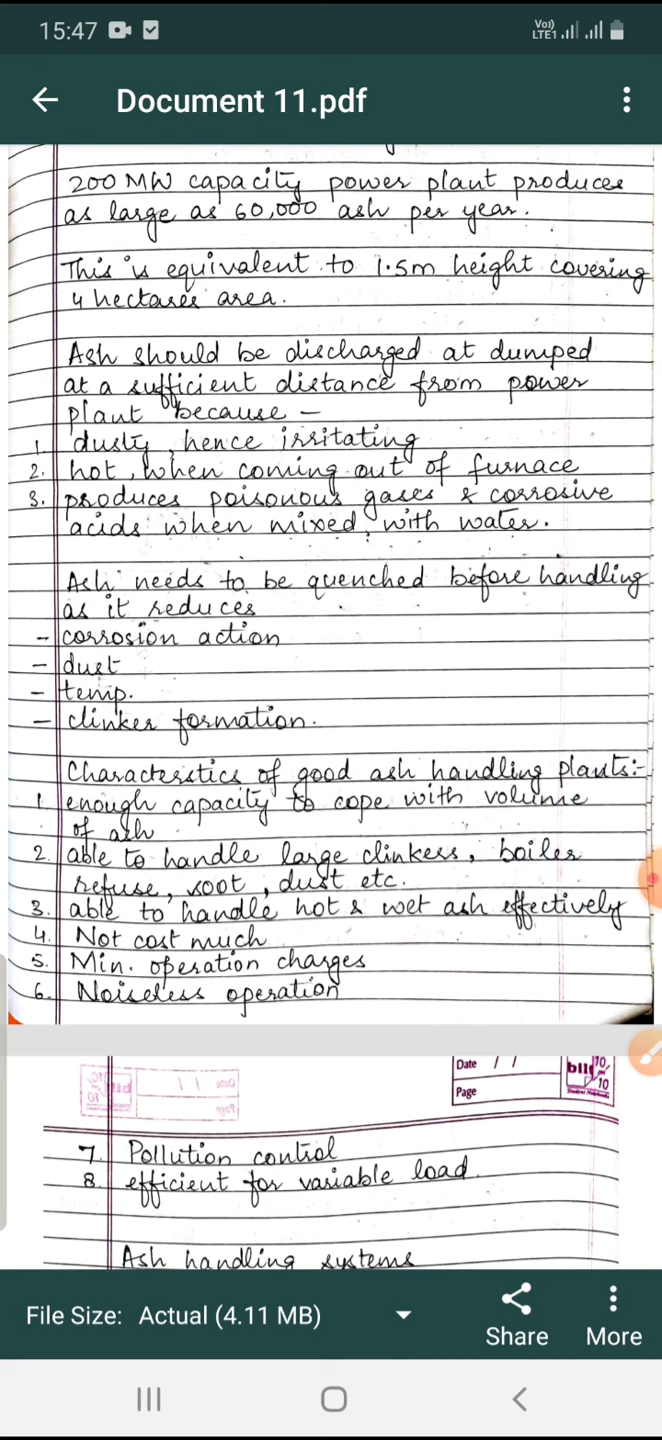 15:47
Vo))
LTE1
Document 11.pdf
200 MW capacity power plant produces
as large as 60,000 ash per year.
This is equivalent to 1.5m height covering
4 hectares area.
Ash should be discharged at dumped
at a sufficient distance from power
plant because -
1. dusty, hence irritating
2. hot, when coming out of furnace
3. produces poisonous gases & corrosive
acids when mixed with water.
Ash needs to be quenched before handling
as it reduces
- corrosion action
- dust
- temp.
- clinker formation.
Characterstics of good ash handling plants:-
1. enough capacity to cope with volume
of ash
2. able to handle large clinkers, boiler
refuse, soot, dust etc.
3. able to handle hot & wet ash effectively
4. Not cost much
5. Min. operation charges
6. Noiseless operation
Date / /
Page
bilt
7. Pollution control
8. efficient for variable load
Ash handling systems
File Size: Actual (4.11 MB)
Share
More